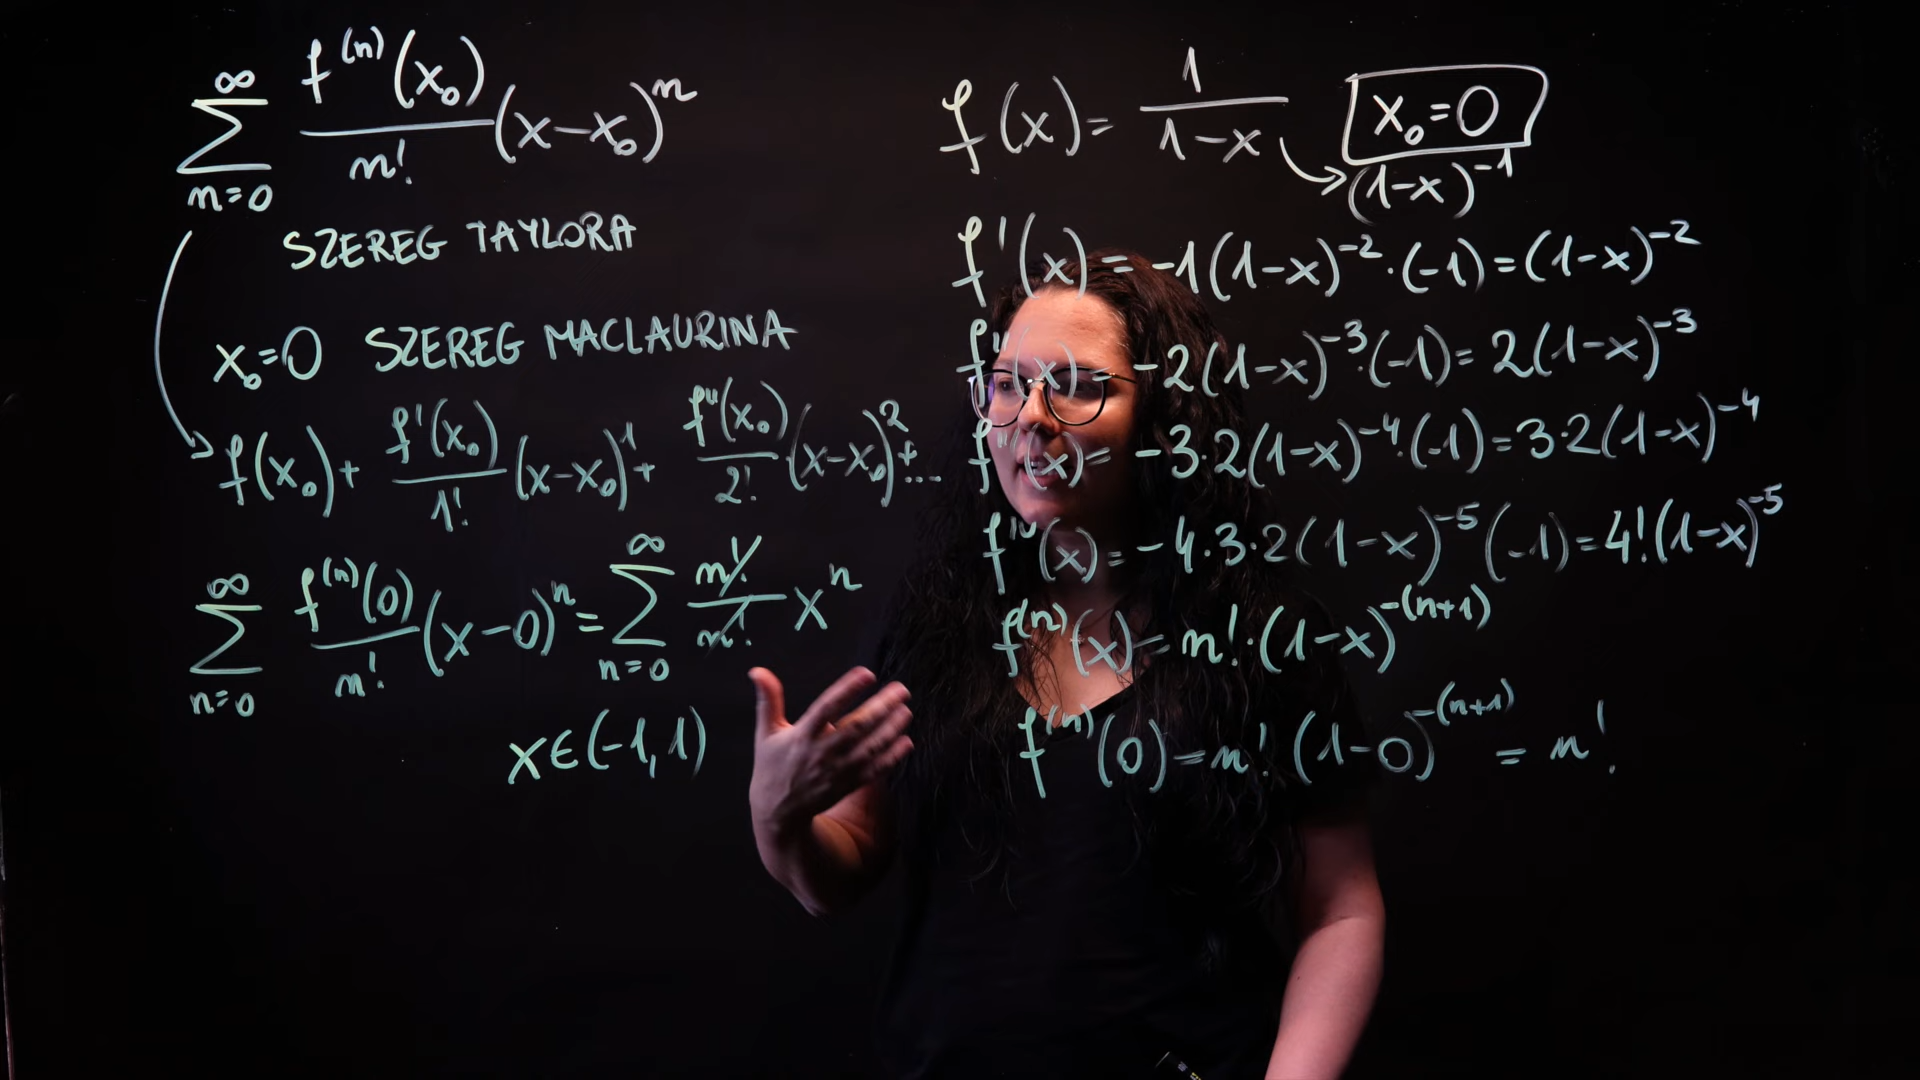 ∞ ∑ n=0 f⁽ⁿ⁾(x₀)/n! (x-x₀)ⁿ
SZEREG TAYLORA
x₀=0 SZEREG MACLAURINA
f(x₀)+ f'(x₀)/1! (x-x₀)¹+ f''(x₀)/2! (x-x₀)²+...
∞ ∑ n=0 f⁽ⁿ⁾(0)/n! (x-0)ⁿ = ∞ ∑ n=0 n!/n! xⁿ
x∈(-1,1)
f(x)= 1/1-x x₀=0
(1-x)⁻¹
f'(x)= -1(1-x)⁻²·(-1)=(1-x)⁻²
f''(x)= -2(1-x)⁻³·(-1)= 2(1-x)⁻³
f'''(x)= -3·2(1-x)⁻⁴·(-1)=3·2(1-x)⁻⁴
fᴵⱽ(x)= -4·3·2(1-x)⁻⁵(-1)=4!(1-x)⁻⁵
f⁽ⁿ⁾(x)= n!·(1-x)⁻⁽ⁿ⁺¹⁾
f⁽ⁿ⁾(0)=n!(1-0)⁻⁽ⁿ⁺¹⁾ = n!